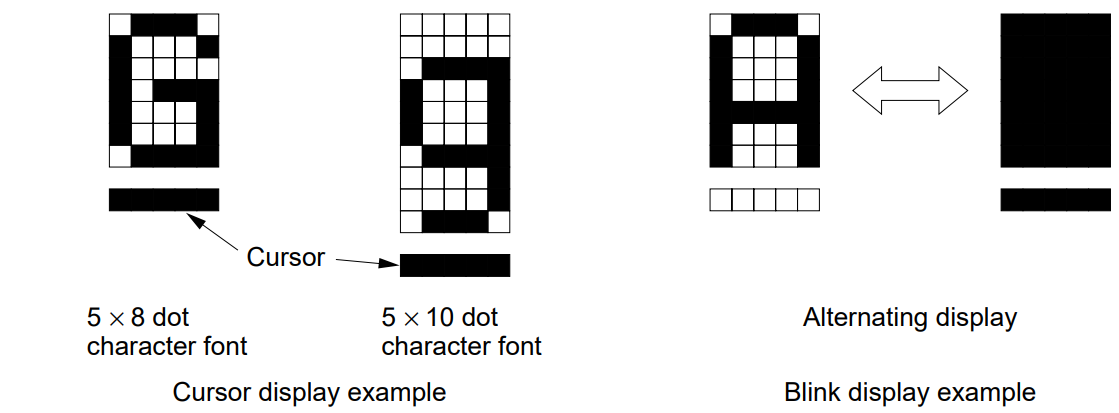 Cursor
5 × 8 dot
character font
5 × 10 dot
character font
Alternating display
Cursor display example
Blink display example